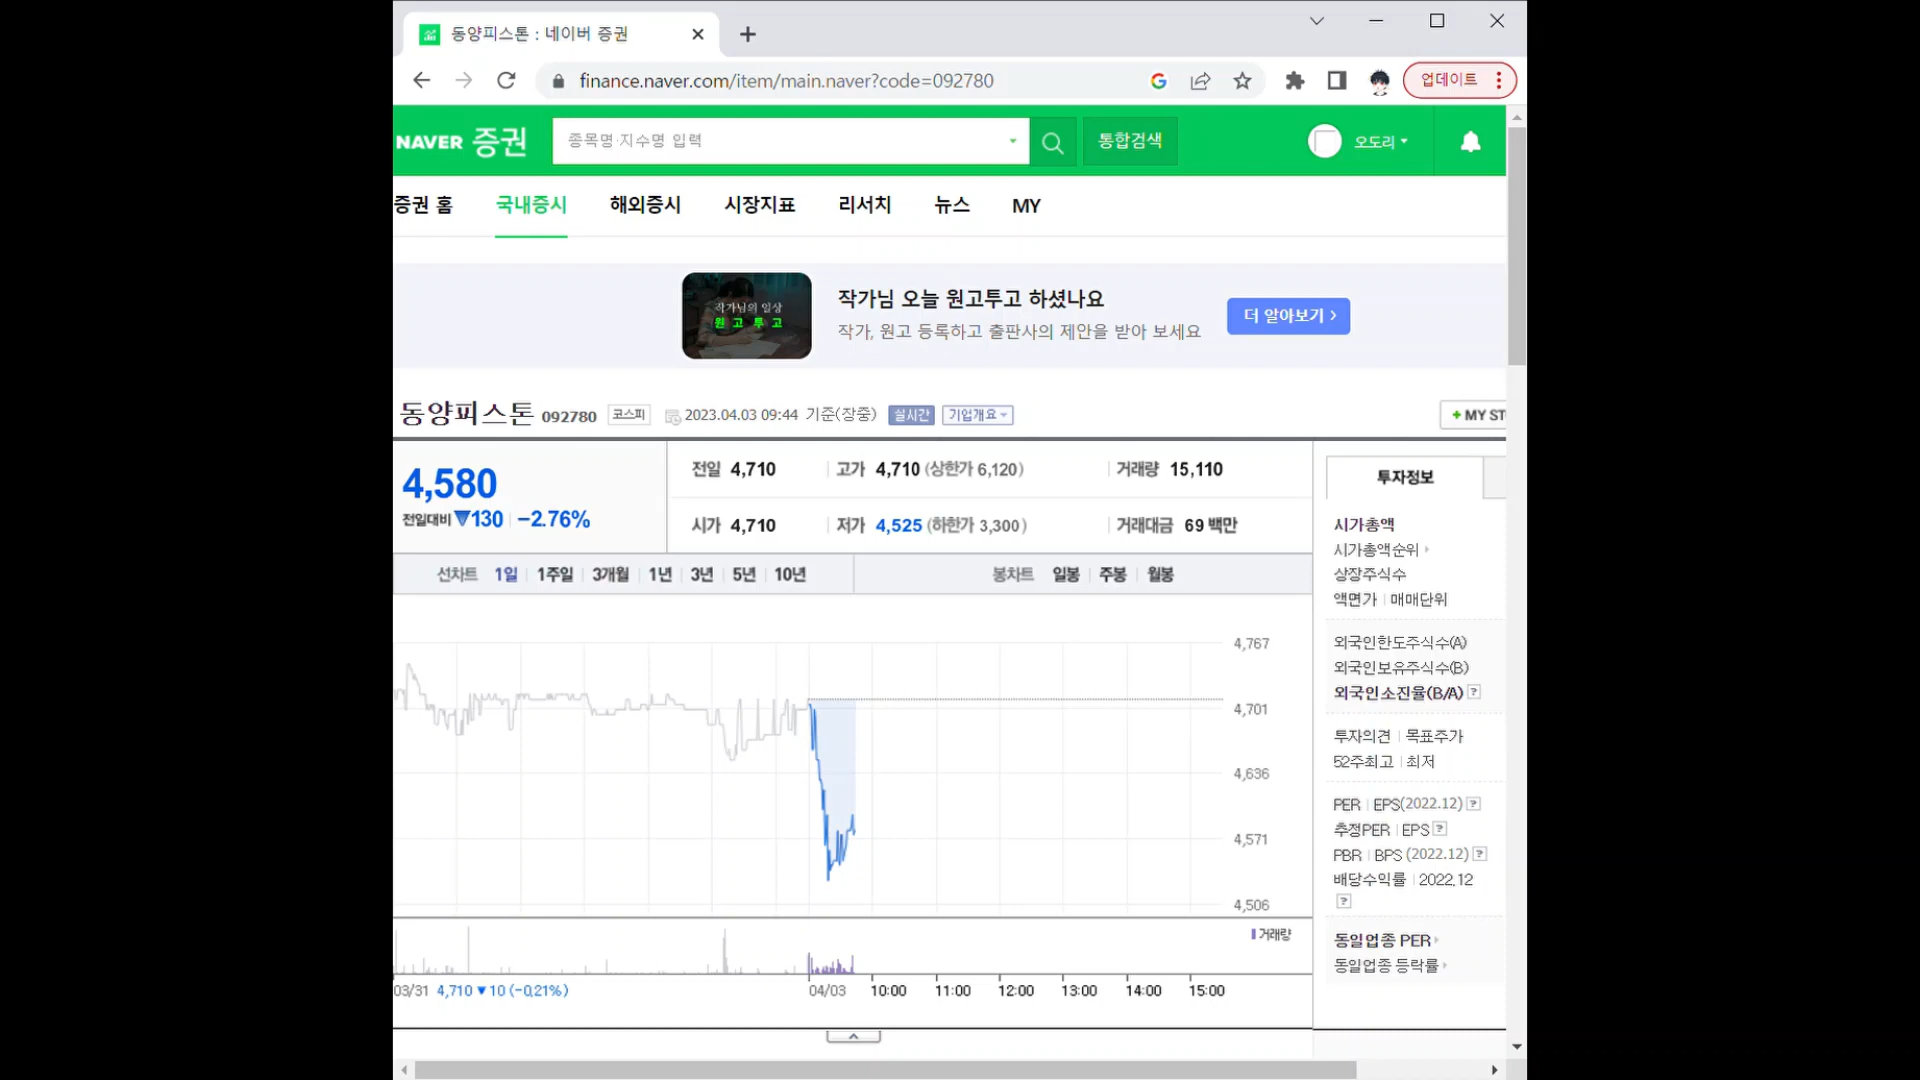 동양피스톤 : 네이버 증권
finance.naver.com/item/main.naver?code=092780
업데이트
NAVER 증권
종목명·지수명 입력
통합검색
오도리
증권 홈 국내증시 해외증시 시장지표 리서치 뉴스 MY
작가님의 일상
원고투고
작가님 오늘 원고투고 하셨나요
작가, 원고 등록하고 출판사의 제안을 받아 보세요
더 알아보기 >
동양피스톤 092780 코스피 2023.04.03 09:44 기준(장중) 실시간 기업개요
+ MY ST
4,580
전일대비 ▼130 -2.76%
전일 4,710 고가 4,710 (상한가 6,120) 거래량 15,110
시가 4,710 저가 4,525 (하한가 3,300) 거래대금 69 백만
선차트 1일 1주일 3개월 1년 3년 5년 10년 봉차트 일봉 주봉 월봉
4,767
4,701
4,636
4,571
4,506
거래량
03/31 4,710 ▼10 (-0.21%) 04/03 10:00 11:00 12:00 13:00 14:00 15:00
투자정보
시가총액
시가총액순위
상장주식수
액면가 | 매매단위
외국인한도주식수(A)
외국인보유주식수(B)
외국인소진율(B/A) ?
투자의견 | 목표주가
52주최고 | 최저
PER | EPS(2022.12) ?
추정PER | EPS ?
PBR | BPS (2022.12) ?
배당수익률 | 2022.12
?
동일업종 PER
동일업종 등락률